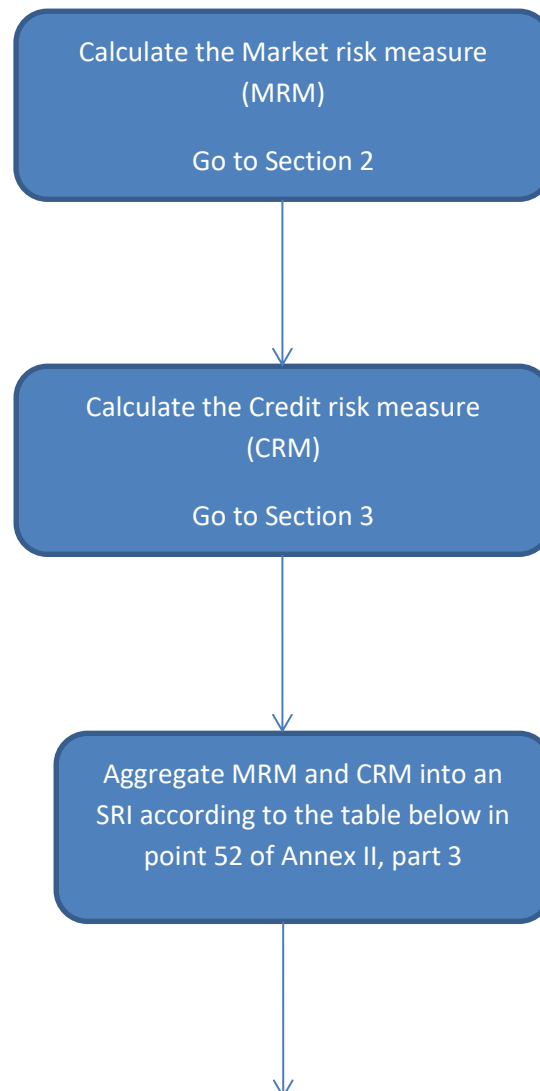 Calculate the Market risk measure
(MRM)
Go to Section 2
Calculate the Credit risk measure
(CRM)
Go to Section 3
Aggregate MRM and CRM into an
SRI according to the table below in
point 52 of Annex II, part 3